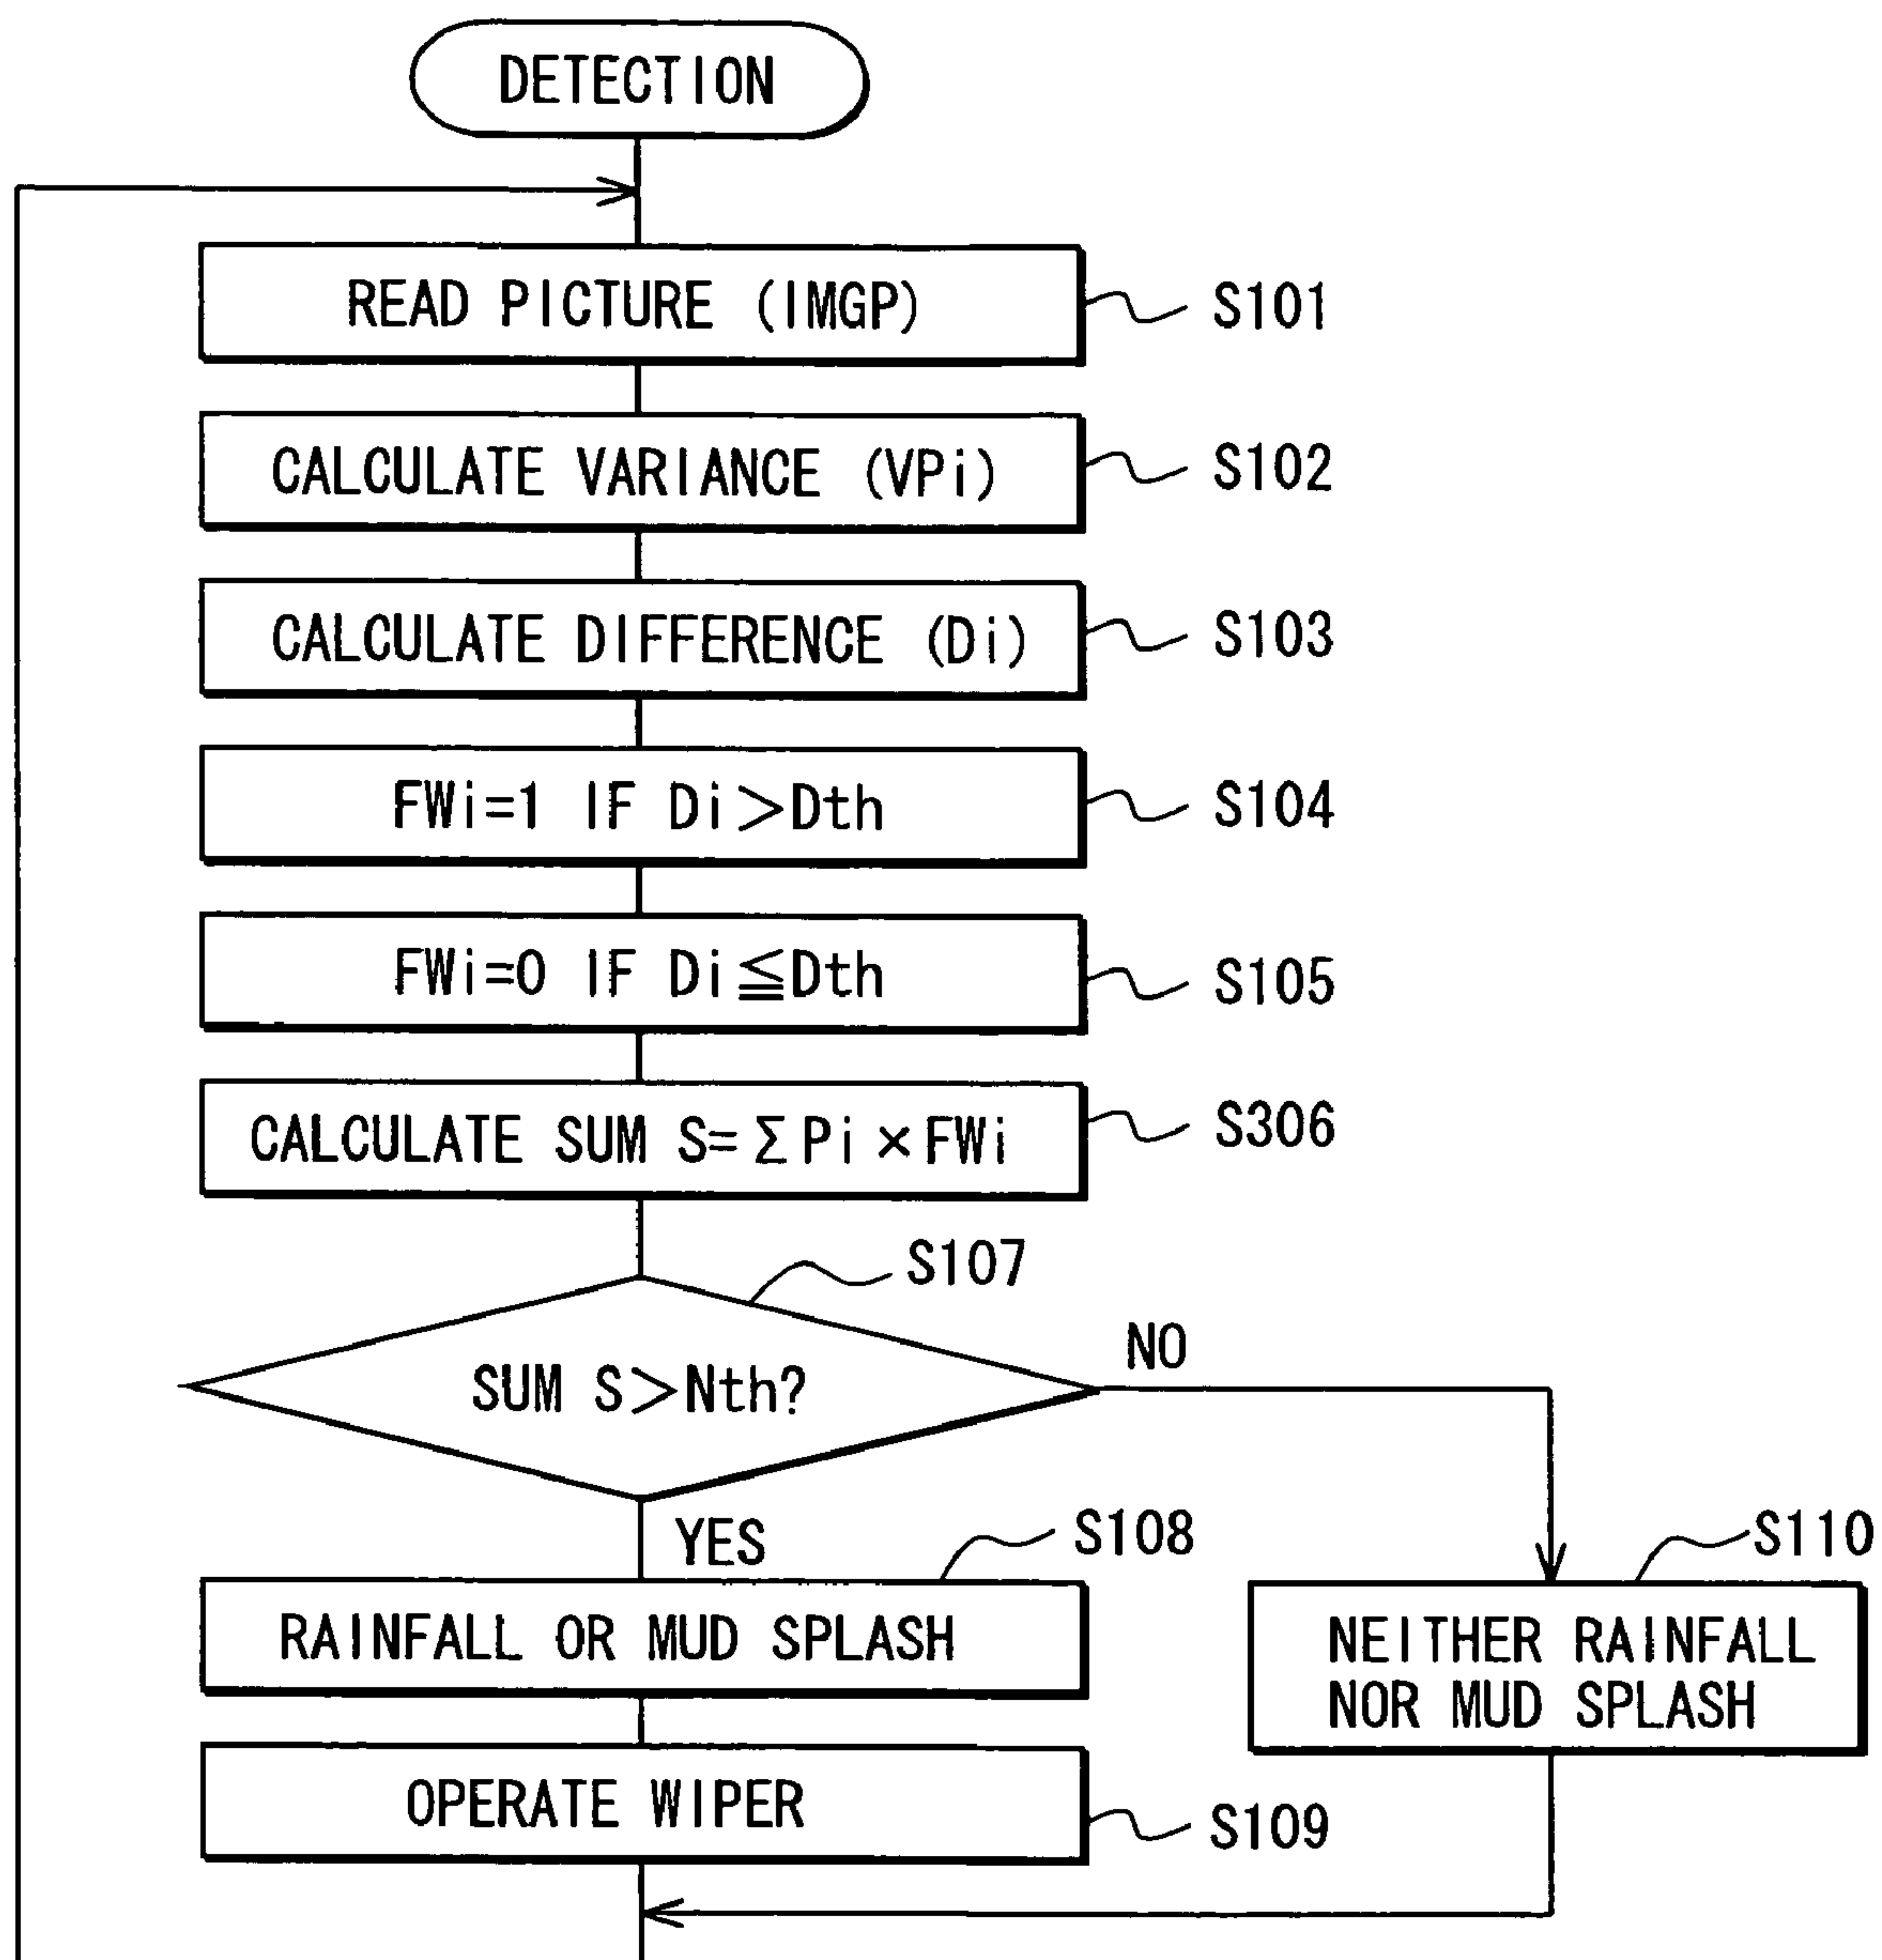 DETECTION
READ PICTURE (IMGP)
S101
CALCULATE VARIANCE (VPi)
S102
CALCULATE DIFFERENCE (Di)
S103
FWi=1 IF Di>Dth
S104
FWi=0 IF Di≦Dth
S105
CALCULATE SUM S=ΣPi×FWi
S306
S107
SUM S>Nth?
NO
YES
S108
S110
RAINFALL OR MUD SPLASH
NEITHER RAINFALL
NOR MUD SPLASH
OPERATE WIPER
S109